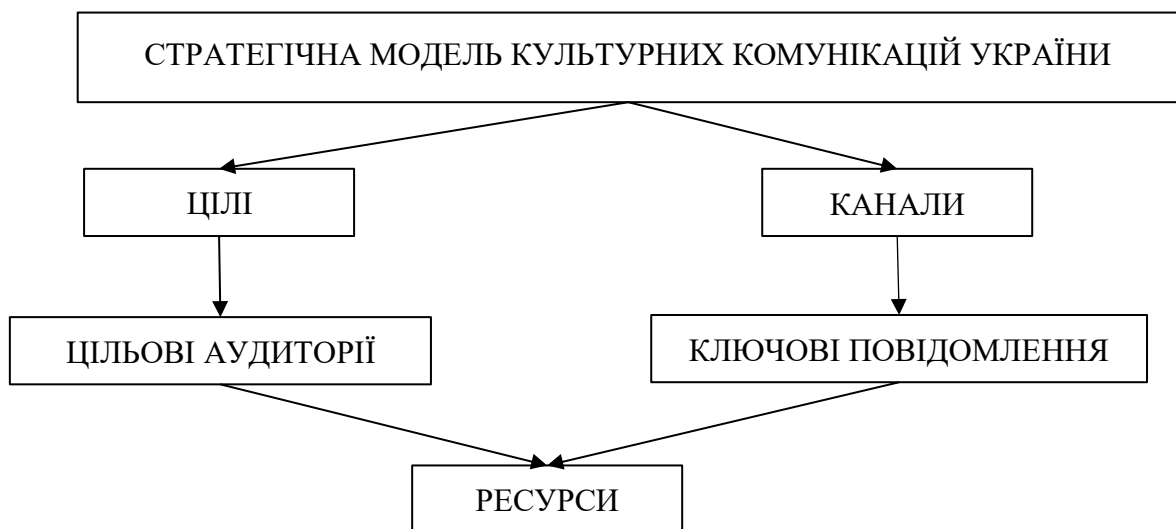 СТРАТЕГІЧНА МОДЕЛЬ КУЛЬТУРНИХ КОМУНІКАЦІЙ УКРАЇНИ
ЦІЛІ
КАНАЛИ
ЦІЛЬОВІ АУДИТОРІЇ
КЛЮЧОВІ ПОВІДОМЛЕННЯ
РЕСУРСИ